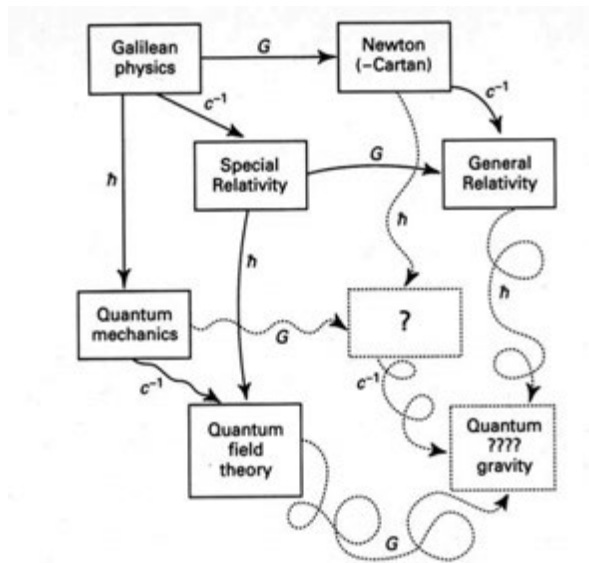 Galilean
physics
G
Newton
(–Cartan)
c⁻¹
c⁻¹
Special
Relativity
G
General
Relativity
ħ
ħ
ħ
ħ
Quantum
mechanics
G
?
c⁻¹
c⁻¹
Quantum
field
theory
Quantum
????
gravity
G